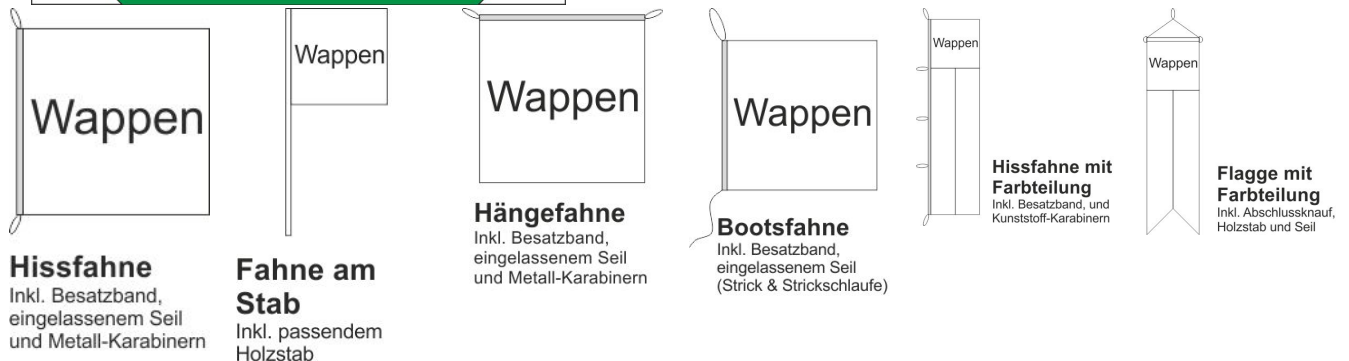 Wappen
Hissfahne
Inkl. Besatzband,
eingelassenem Seil
und Metall-Karabinern
Wappen
Fahne am
Stab
Inkl. passendem
Holzstab
Wappen
Hängefahne
Inkl. Besatzband,
eingelassenem Seil
und Metall-Karabinern
Wappen
Bootsfahne
Inkl. Besatzband,
eingelassenem Seil
(Strick & Strickschlaufe)
Wappen
Hissfahne mit
Farbteilung
Inkl. Besatzband, und
Kunststoff-Karabinern
Wappen
Flagge mit
Farbteilung
Inkl. Abschlussknauf,
Holzstab und Seil